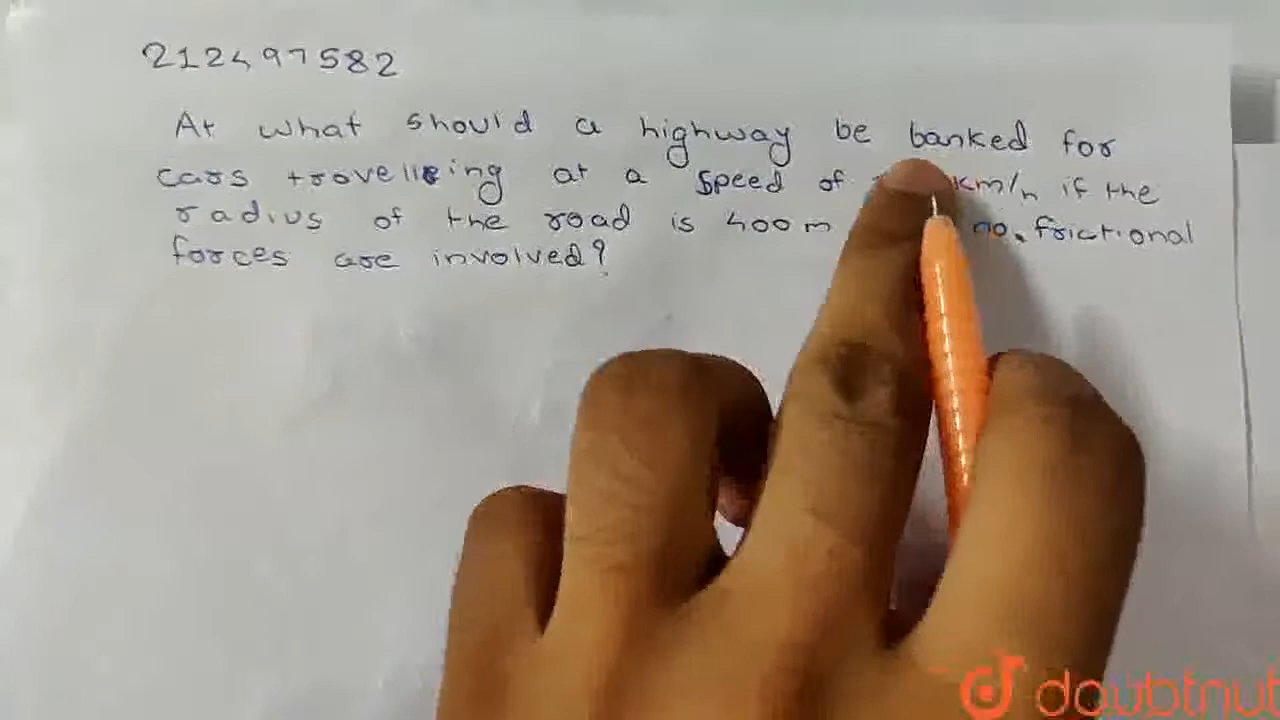 212497582
At what should a highway be banked for
cars travelling at a speed of km/h if the
radius of the road is 400m no. frictional
forces are involved?
doubtnut